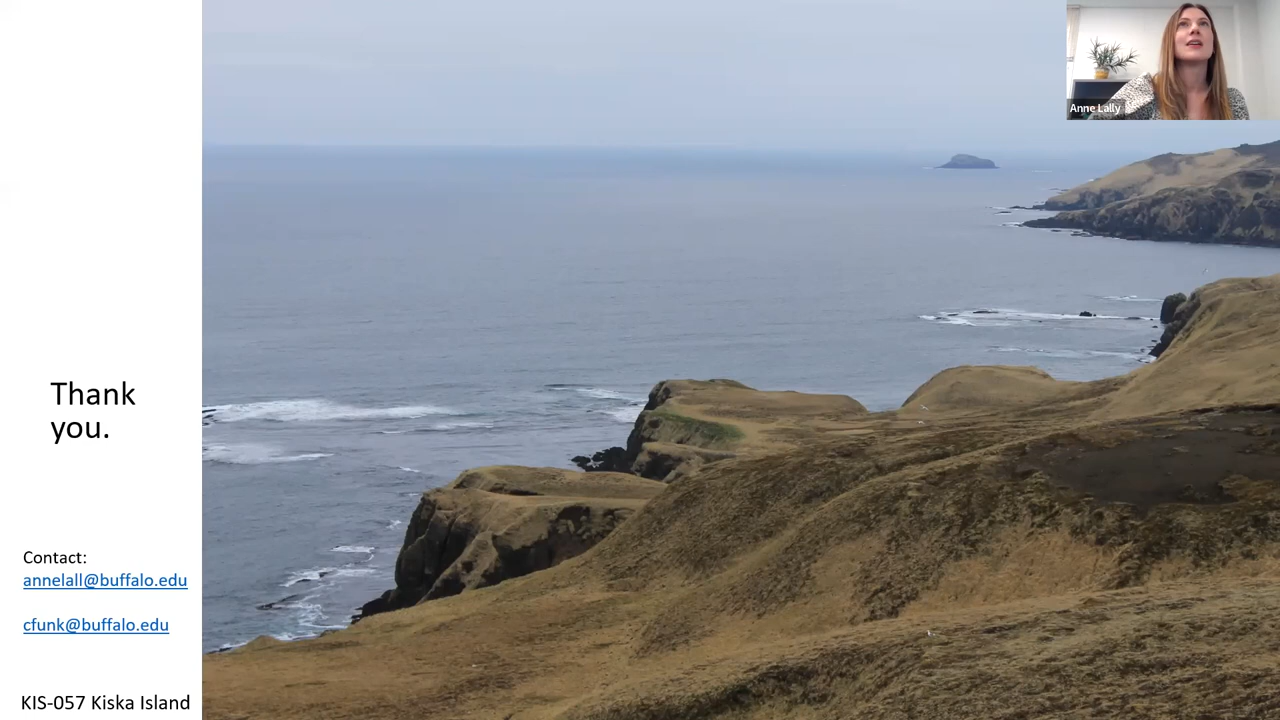 Anne Lally
Thank
you.
Contact:
annelall@buffalo.edu
cfunk@buffalo.edu
KIS-057 Kiska Island